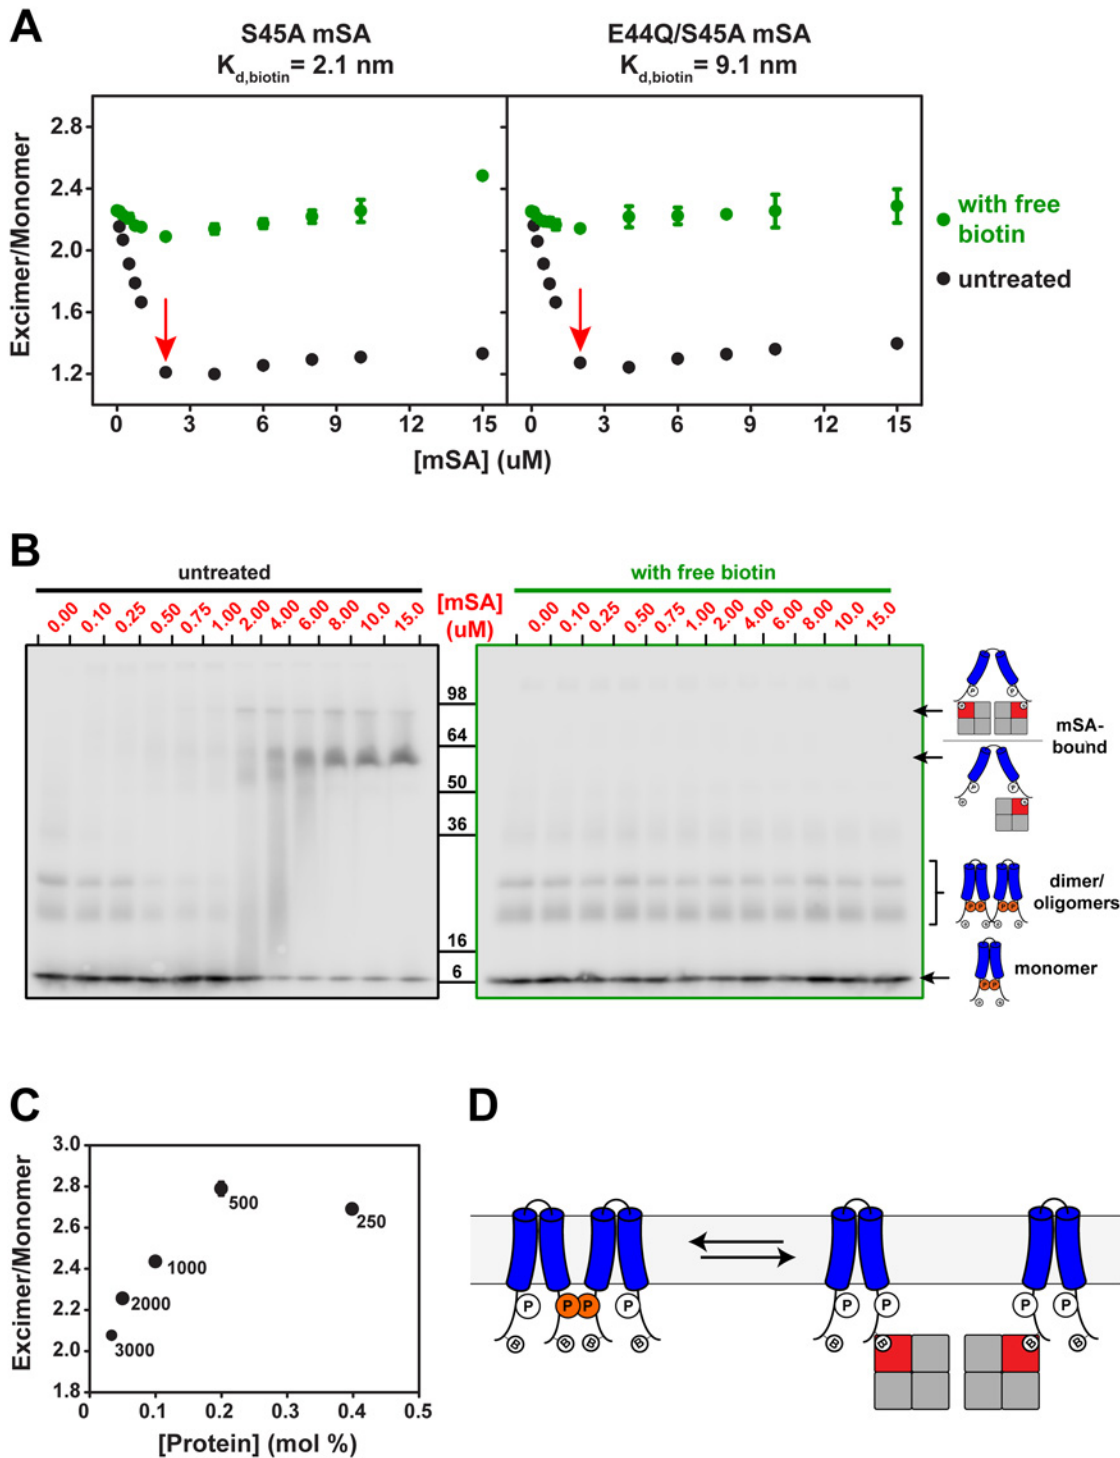 A
S45A mSA
Kd,biotin = 2.1 nm
E44Q/S45A mSA
Kd,biotin = 9.1 nm
Excimer/Monomer
2.8
2.4
2.0
1.6
1.2
0 3 6 9 12 15
0 3 6 9 12 15
[mSA] (uM)
with free
biotin
untreated
B
untreated
with free biotin
0.00 0.10 0.25 0.50 0.75 1.00 2.00 4.00 6.00 8.00 10.0 15.0
[mSA]
(uM)
0.00 0.10 0.25 0.50 0.75 1.00 2.00 4.00 6.00 8.00 10.0 15.0
98
64
50
36
16
6
P P
mSA-
bound
P P
P P P P
dimer/
oligomers
P P
monomer
C
Excimer/Monomer
3.0
2.8
2.6
2.4
2.2
2.0
1.8
500
250
1000
2000
3000
0 0.1 0.2 0.3 0.4 0.5
[Protein] (mol %)
D
P P P P
B B B B
P P P P
B B B B